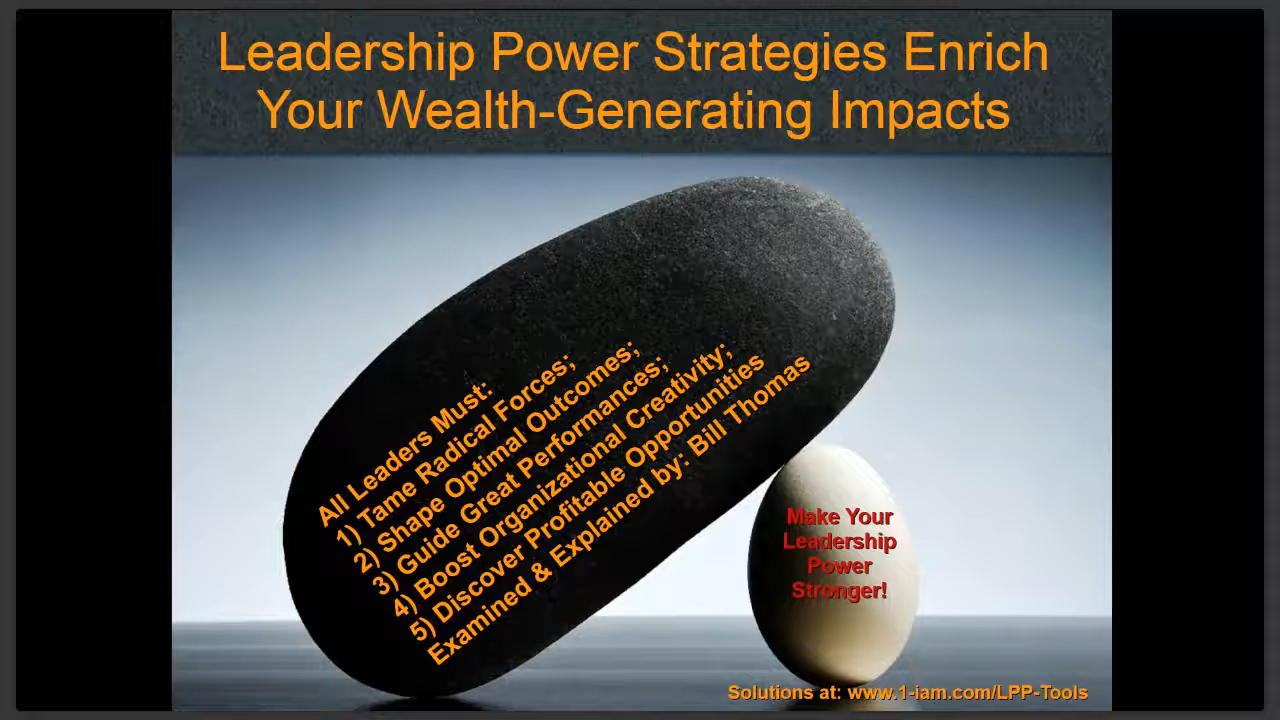 Leadership Power Strategies Enrich
Your Wealth-Generating Impacts
All Leaders Must:
1) Tame Radical Forces;
2) Shape Optimal Outcomes;
3) Guide Great Performances;
4) Boost Organizational Creativity;
5) Discover Profitable Opportunities
Examined & Explained by: Bill Thomas
Make Your
Leadership
Power
Stronger!
Solutions at: www.1-iam.com/LPP-Tools